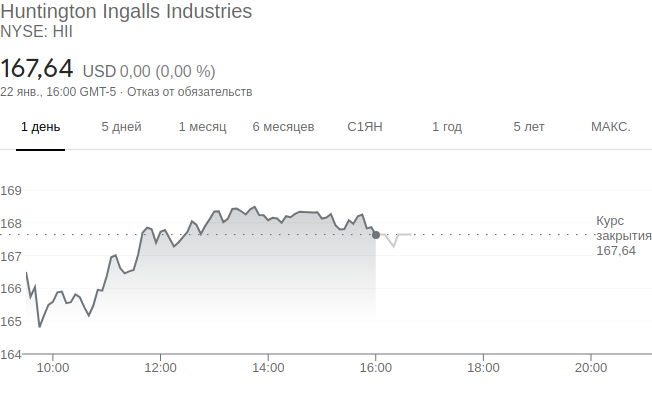 Huntington Ingalls Industries
NYSE: HII
167,64 USD 0,00 (0,00 %)
22 янв., 16:00 GMT-5 · Отказ от обязательств
1 день 5 дней 1 месяц 6 месяцев С1ЯН 1 год 5 лет МАКС.
169
168
167
166
165
164
Курс
закрытия
167,64
10:00 12:00 14:00 16:00 18:00 20:00